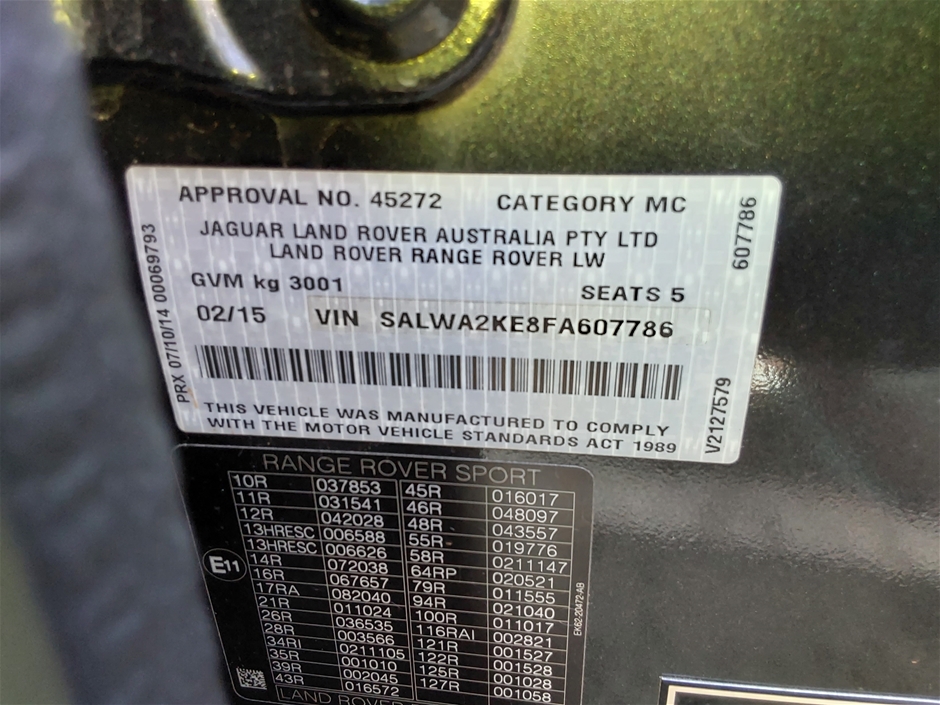 APPROVAL NO. 45272 CATEGORY MC
JAGUAR LAND ROVER AUSTRALIA PTY LTD
LAND ROVER RANGE ROVER LW
GVM kg 3001 SEATS 5
02/15 VIN SALWA2KE8FA607786
THIS VEHICLE WAS MANUFACTURED TO COMPLY
WITH THE MOTOR VEHICLE STANDARDS ACT 1989
PRX 07/10/14 00069793
607786
V2127579
RANGE ROVER SPORT
10R 037853 45R 016017
11R 031541 46R 048097
12R 042028 48R 043557
13HRESC 006588 55R 019776
13HRESC 006626 58R 0211147
14R 072038 64RP 020521
16R 067657 79R 011555
17RA 082040 94R 021040
21R 011024 100R 011017
26R 036535 116RAI 002821
28R 003566 121R 001527
34RI 0211105 122R 001528
35R 001010 125R 001028
39R 002045 127R 001058
43R 016572
E11
EK62-20472-AB
LAND ROVER